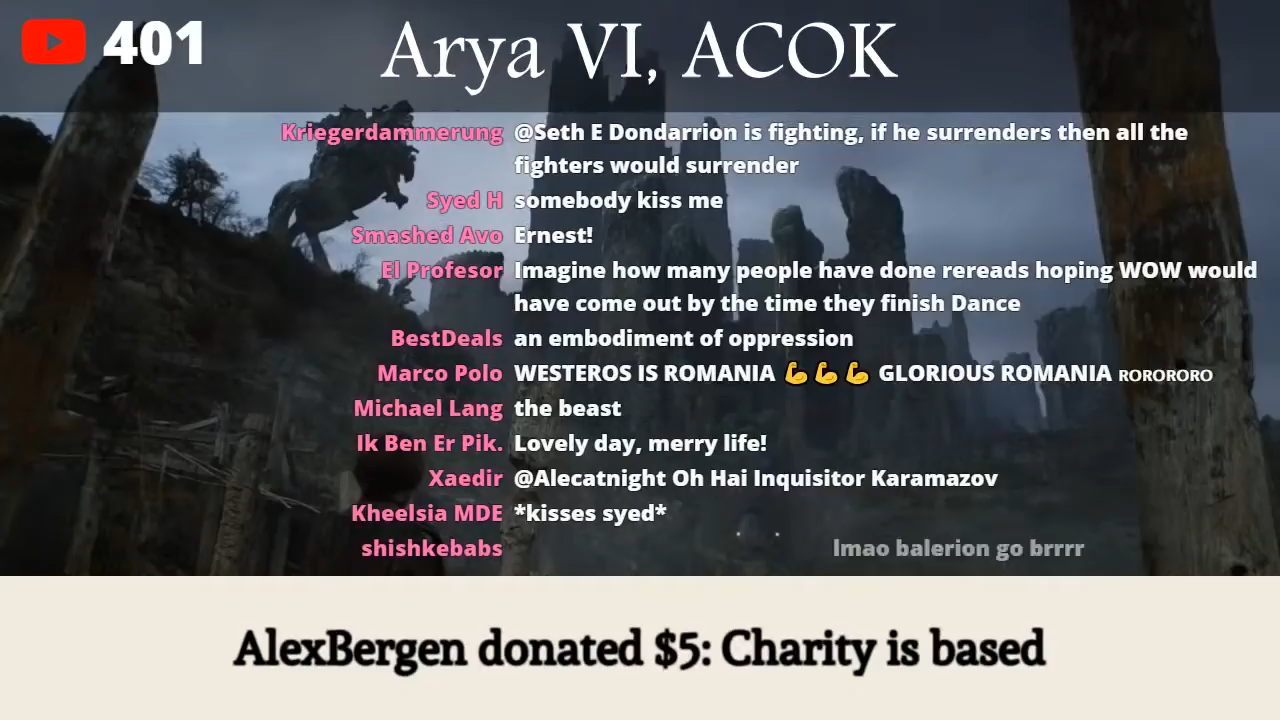 401
Arya VI, ACOK
Kriegerdammerung @Seth E Dondarrion is fighting, if he surrenders then all the
fighters would surrender
Syed H somebody kiss me
Smashed Avo Ernest!
El Profesor Imagine how many people have done rereads hoping WOW would
have come out by the time they finish Dance
BestDeals an embodiment of oppression
Marco Polo WESTEROS IS ROMANIA 💪💪💪 GLORIOUS ROMANIA ʀᴏʀᴏʀᴏʀᴏ
Michael Lang the beast
Ik Ben Er Pik. Lovely day, merry life!
Xaedir @Alecatnight Oh Hai Inquisitor Karamazov
Kheelsia MDE *kisses syed*
shishkebabs lmao balerion go brrrr
AlexBergen donated $5: Charity is based